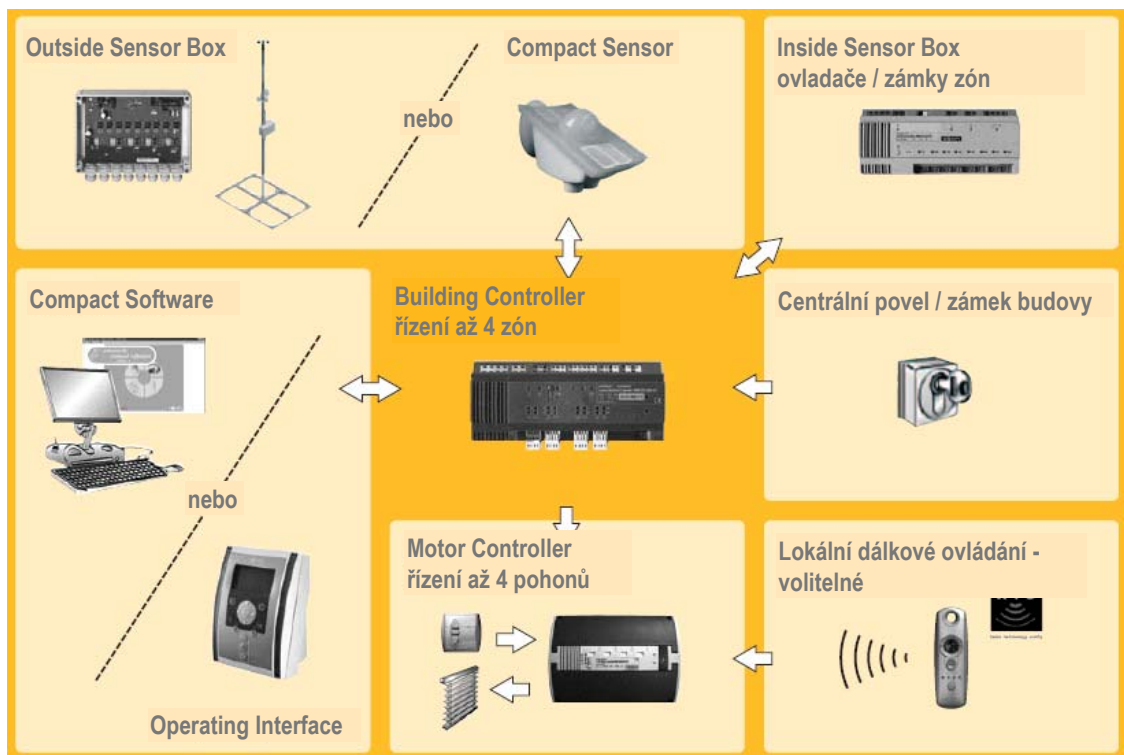 Outside Sensor Box
nebo
Compact Sensor
Inside Sensor Box
ovladače / zámky zón
Compact Software
nebo
Operating Interface
Building Controller
řízení až 4 zón
Centrální povel / zámek budovy
Motor Controller
řízení až 4 pohonů
Lokální dálkové ovládání -
volitelné